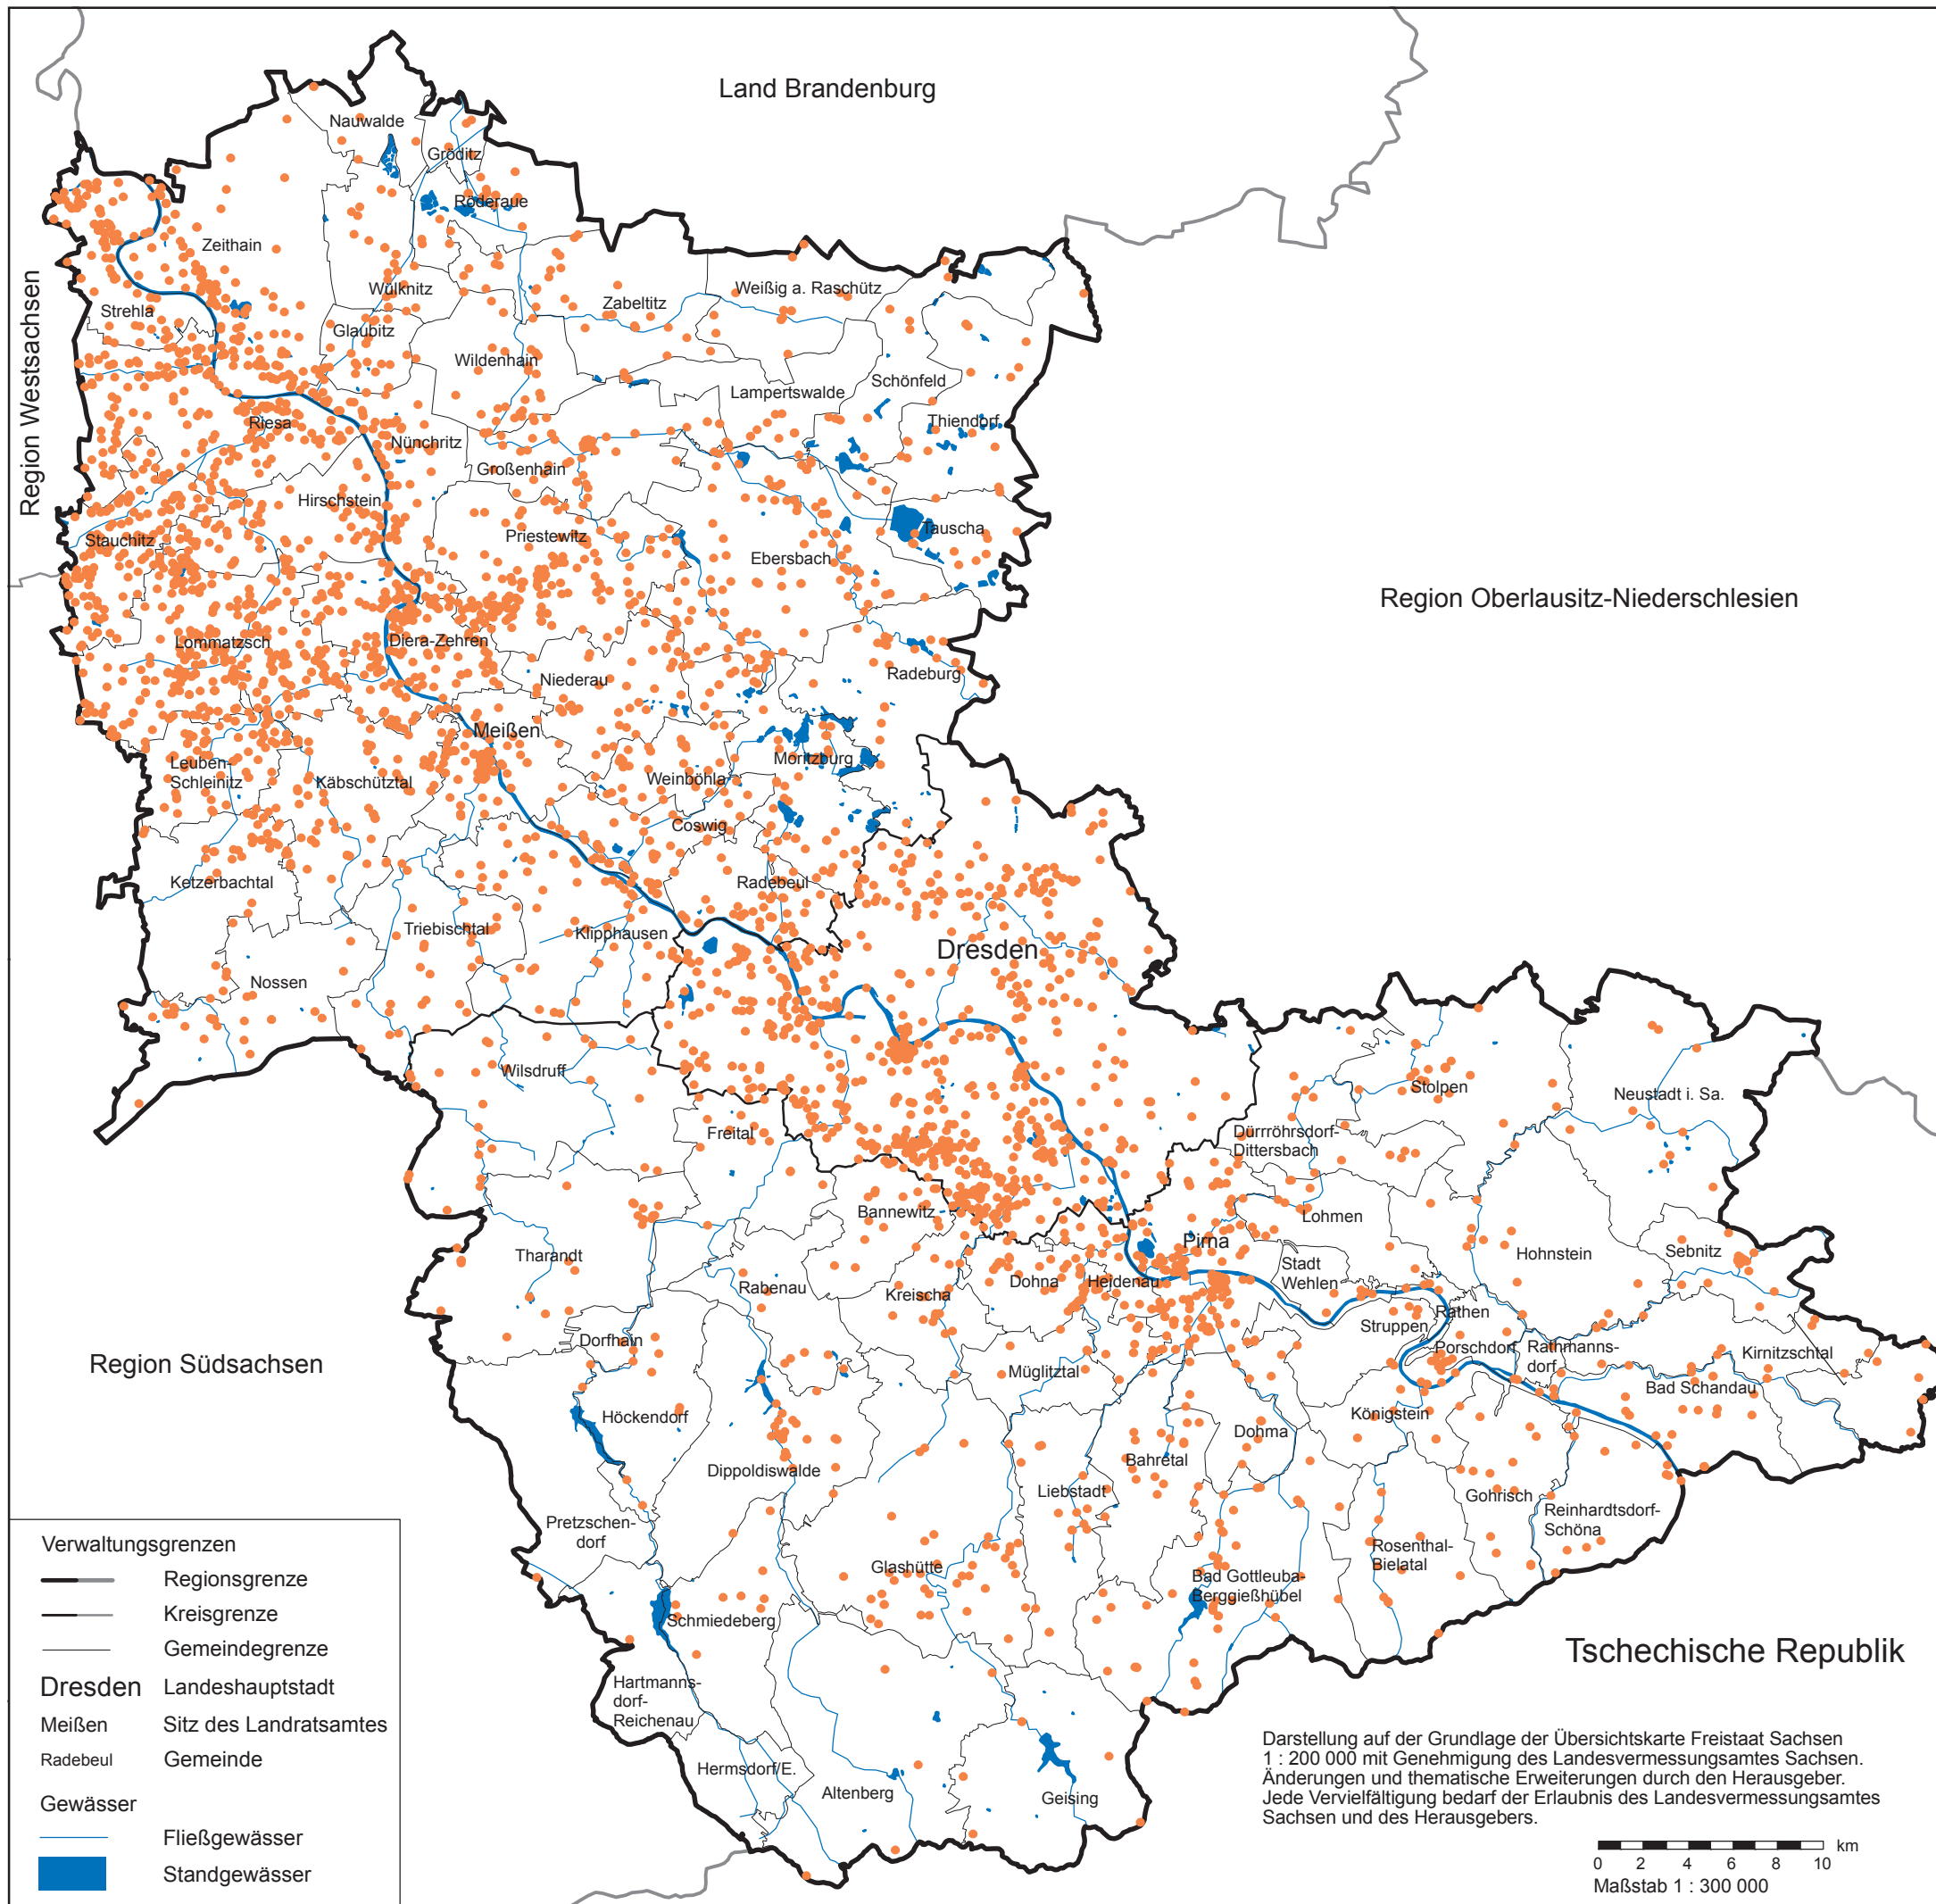 Land Brandenburg
Nauwalde
Gröditz
Röderaue
Zeithain
Region Westsachsen
Wülknitz
Weißig a. Raschütz
Zabeltitz
Strehla
Glaubitz
Wildenhain
Schönfeld
Lampertswalde
Thiendorf
Riesa
Nünchritz
Großenhain
Hirschstein
Tauscha
Priestewitz
Stauchitz
Ebersbach
Region Oberlausitz-Niederschlesien
Lommatzsch
Diera-Zehren
Niederau
Radeburg
Meißen
Moritzburg
Leuben-
Schleinitz
Käbschütztal
Weinböhla
Coswig
Ketzerbachtal
Radebeul
Triebischtal
Klipphausen
Dresden
Nossen
Wilsdruff
Stolpen
Neustadt i. Sa.
Freital
Dürrröhrsdorf-
Dittersbach
Bannewitz
Lohmen
Pirna
Tharandt
Hohnstein
Sebnitz
Stadt
Wehlen
Rabenau
Dohna
Heidenau
Kreischa
Rathen
Struppen
Dorfhain
Porschdorf
Rathmanns-
dorf
Kirnitzschtal
Region Südsachsen
Müglitztal
Bad Schandau
Höckendorf
Königstein
Dohma
Bahretal
Dippoldiswalde
Liebstadt
Gohrisch
Reinhardtsdorf-
Schöna
Pretzschen-
dorf
Rosenthal-
Bielatal
Glashütte
Bad Gottleuba-
Berggießhübel
Schmiedeberg
Tschechische Republik
Hartmanns-
dorf-
Reichenau
Hermsdorf/E.
Altenberg
Geising
Verwaltungsgrenzen
Regionsgrenze
Kreisgrenze
Gemeindegrenze
Dresden Landeshauptstadt
Meißen Sitz des Landratsamtes
Radebeul Gemeinde
Gewässer
Fließgewässer
Standgewässer
Darstellung auf der Grundlage der Übersichtskarte Freistaat Sachsen
1 : 200 000 mit Genehmigung des Landesvermessungsamtes Sachsen.
Änderungen und thematische Erweiterungen durch den Herausgeber.
Jede Vervielfältigung bedarf der Erlaubnis des Landesvermessungsamtes
Sachsen und des Herausgebers.
km
0 2 4 6 8 10
Maßstab 1 : 300 000